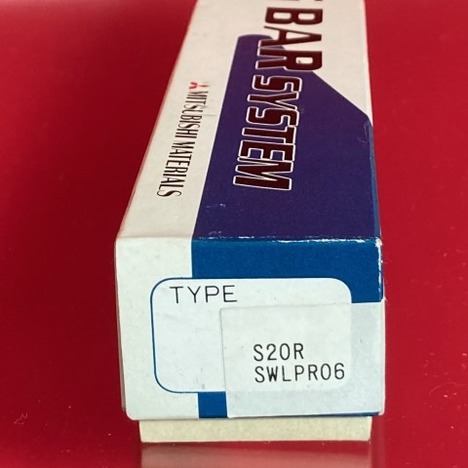 BAR SYSTEM
MITSUBISHI MATERIALS
TYPE
S20R
SWLPR06